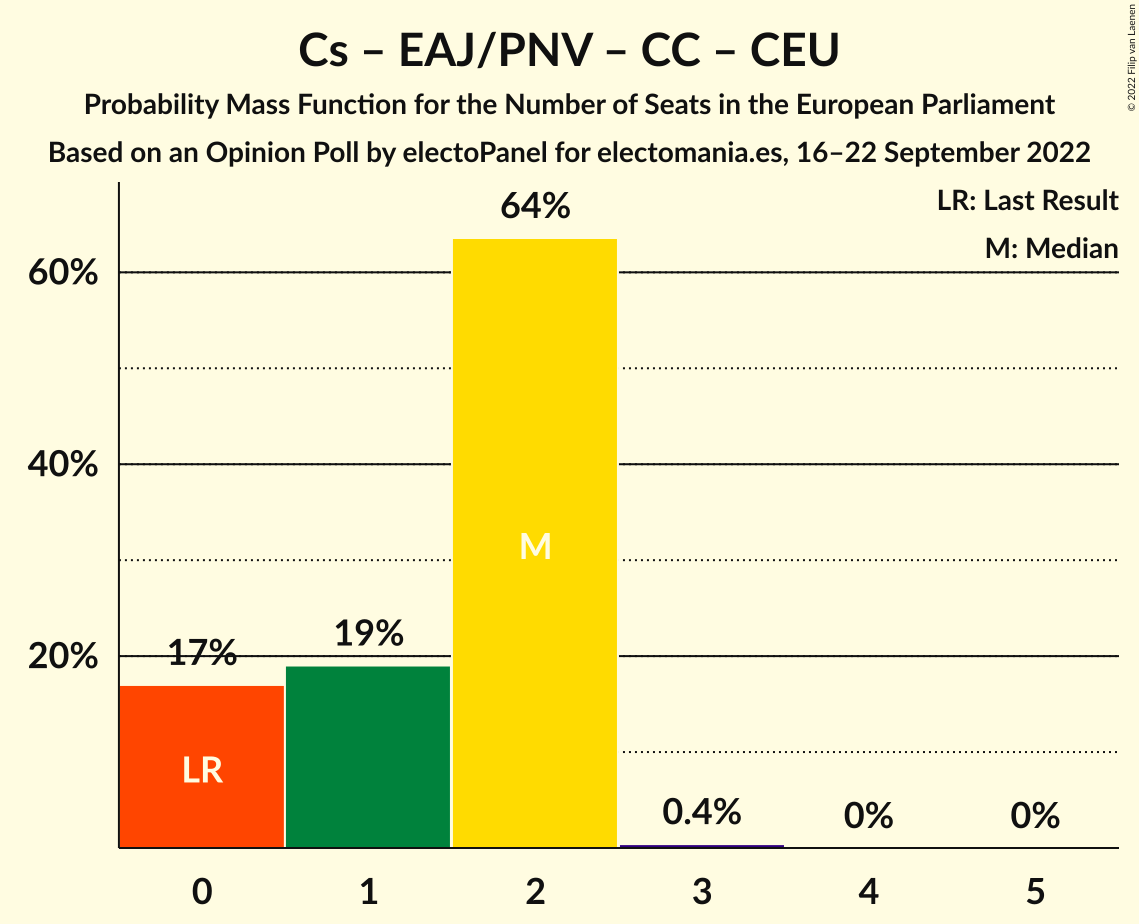 Cs – EAJ/PNV – CC – CEU
Probability Mass Function for the Number of Seats in the European Parliament
Based on an Opinion Poll by electoPanel for electomania.es, 16–22 September 2022
© 2022 Filip van Laenen
LR: Last Result
M: Median
64%
60%
40%
M
19%
17%
20%
LR
0.4%
0%
0%
0 1 2 3 4 5